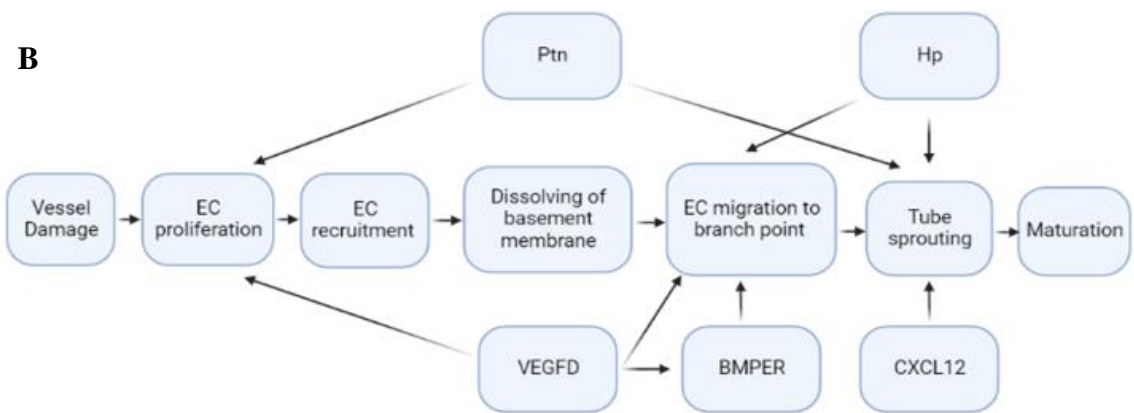 B
Ptn
Hp
Vessel
Damage
EC
proliferation
EC
recruitment
Dissolving of
basement
membrane
EC migration to
branch point
Tube
sprouting
Maturation
VEGFD
BMPER
CXCL12